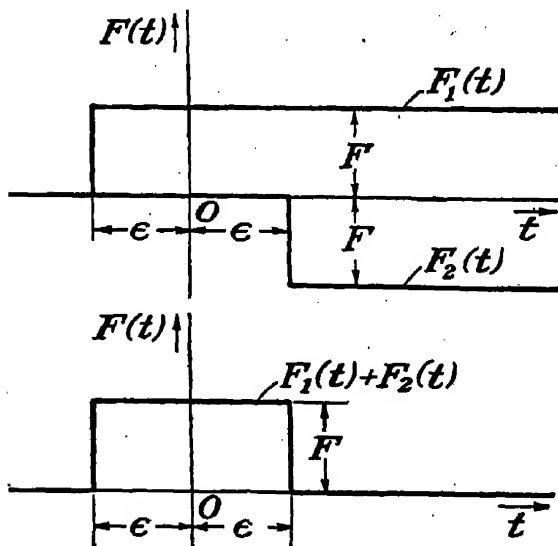 F(t)
F₁(t)
F
O
ϵ ϵ
F
t
F₂(t)
F(t)
F₁(t)+F₂(t)
F
O
ϵ ϵ
t